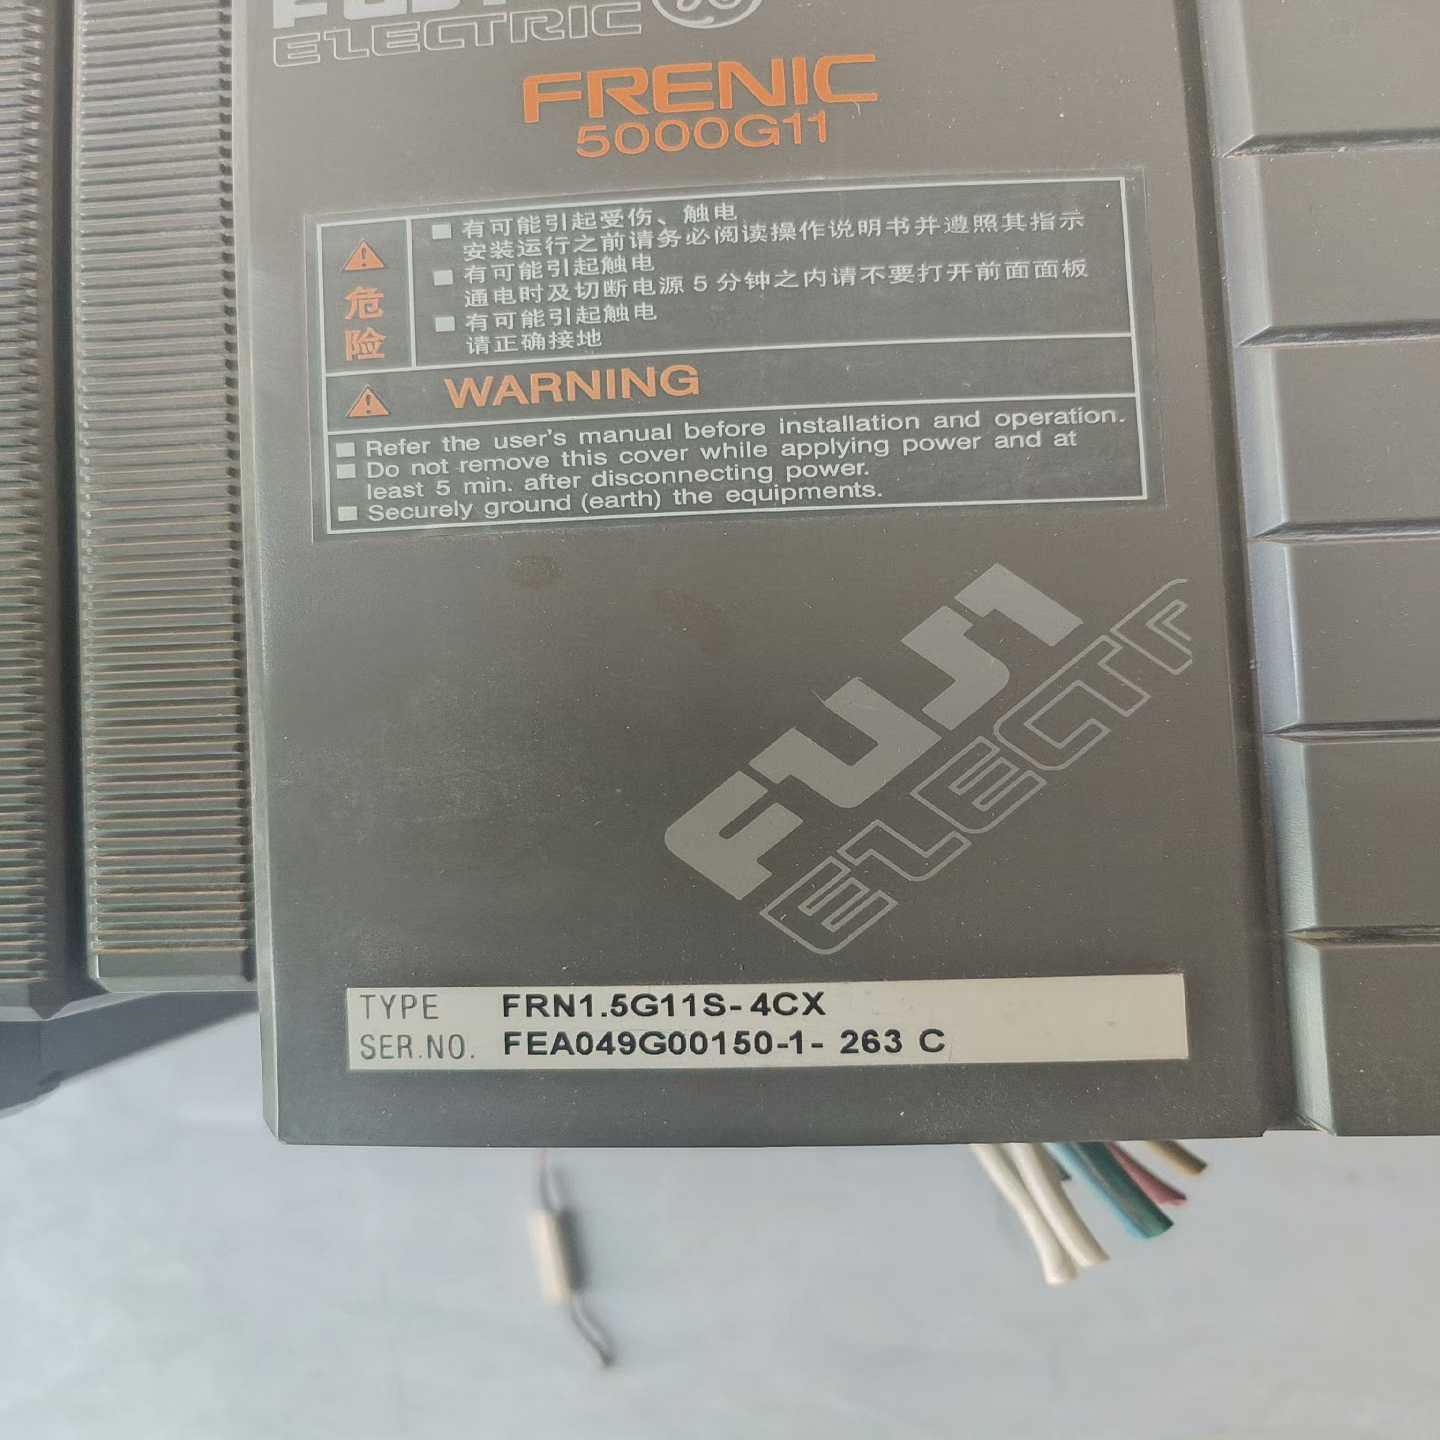 FUJI
ELECTRIC
FRENIC
5000G11
危险
■ 有可能引起受伤、触电
安装运行之前请务必阅读操作说明书并遵照其指示
■ 有可能引起触电
通电时及切断电源5分钟之内请不要打开前面面板
■ 有可能引起触电
请正确接地
WARNING
■ Refer the user's manual before installation and operation.
■ Do not remove this cover while applying power and at
least 5 min. after disconnecting power.
■ Securely ground (earth) the equipments.
FUJI
ELECTR
TYPE FRN1.5G11S-4CX
SER.NO. FEA049G00150-1- 263 C